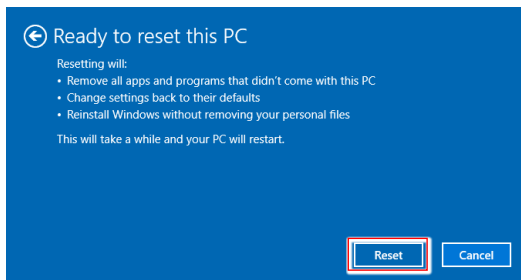 Ready to reset this PC
Resetting will:
• Remove all apps and programs that didn't come with this PC
• Change settings back to their defaults
• Reinstall Windows without removing your personal files
This will take a while and your PC will restart.
Reset
Cancel